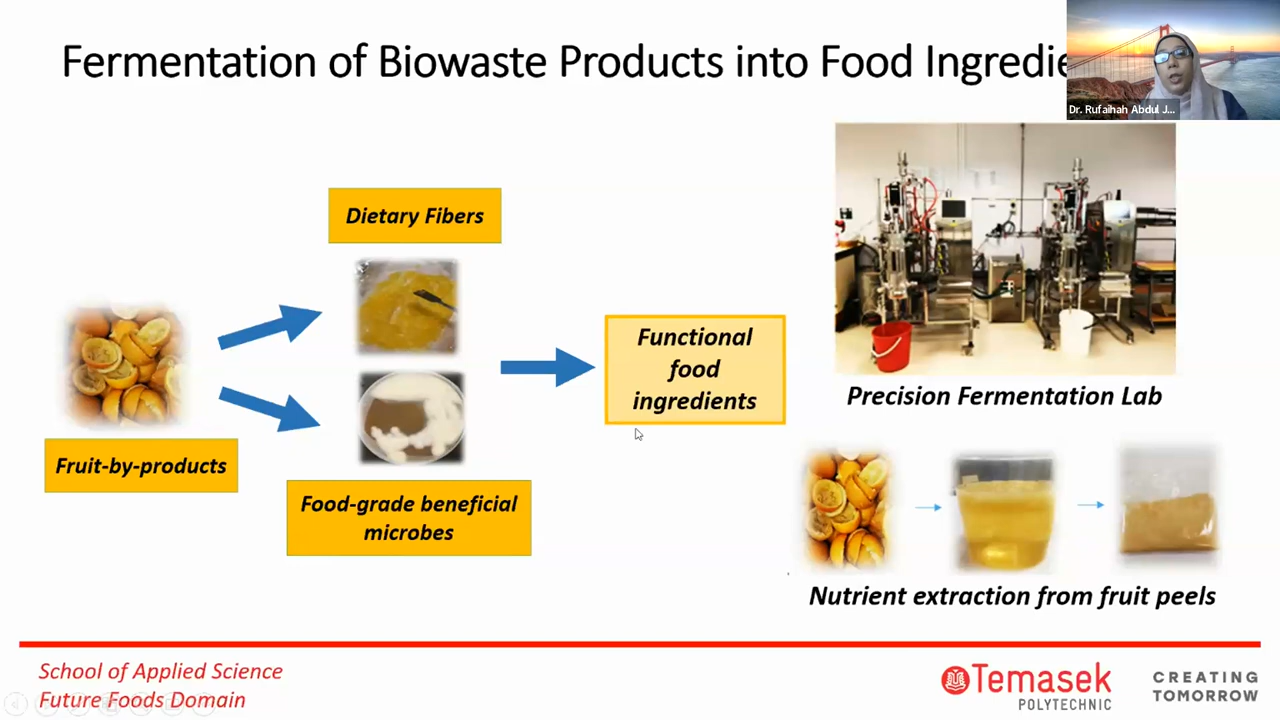 Fermentation of Biowaste Products into Food Ingredie
Dr. Rufaihah Abdul J...
Dietary Fibers
Fruit-by-products
Food-grade beneficial
microbes
Functional
food
ingredients
Precision Fermentation Lab
Nutrient extraction from fruit peels
School of Applied Science
Future Foods Domain
Temasek
POLYTECHNIC
CREATING
TOMORROW